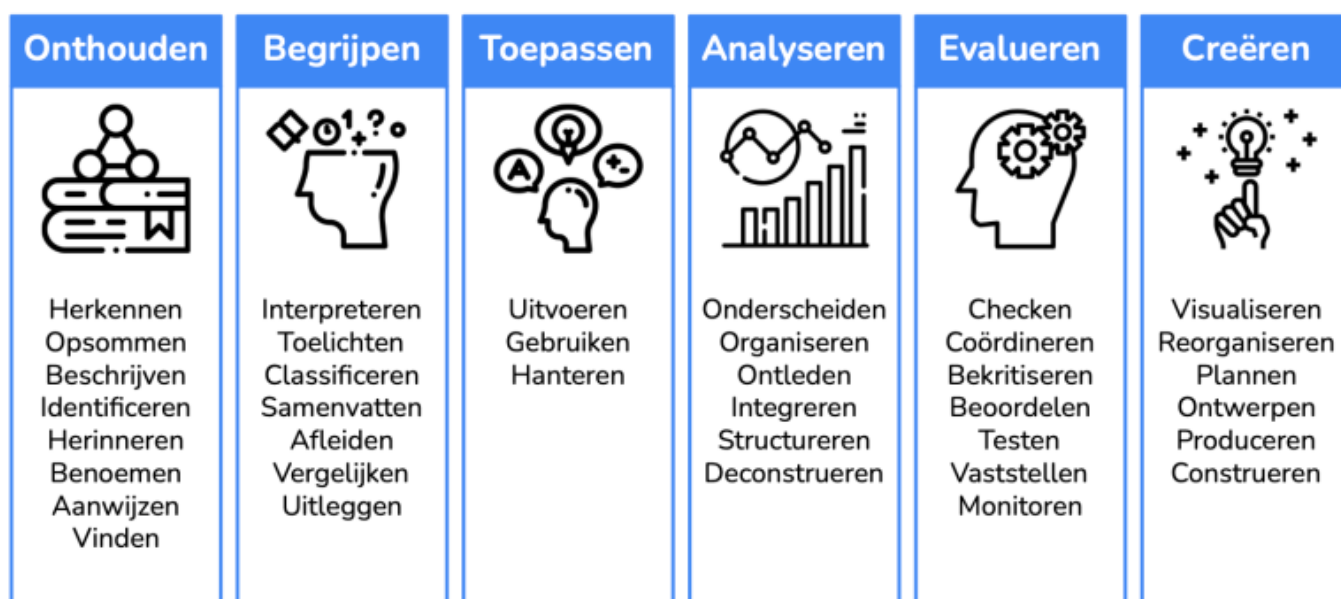 Onthouden
Herkennen
Opsommen
Beschrijven
Identificeren
Herinneren
Benoemen
Aanwijzen
Vinden
Begrijpen
1 ?
+
Interpreteren
Toelichten
Classificeren
Samenvatten
Afleiden
Vergelijken
Uitleggen
Toepassen
A
+-
Uitvoeren
Gebruiken
Hanteren
Analyseren
Onderscheiden
Organiseren
Ontleden
Integreren
Structureren
Deconstrueren
Evalueren
Checken
Coördineren
Bekritiseren
Beoordelen
Testen
Vaststellen
Monitoren
Creëren
Visualiseren
Reorganiseren
Plannen
Ontwerpen
Produceren
Construeren